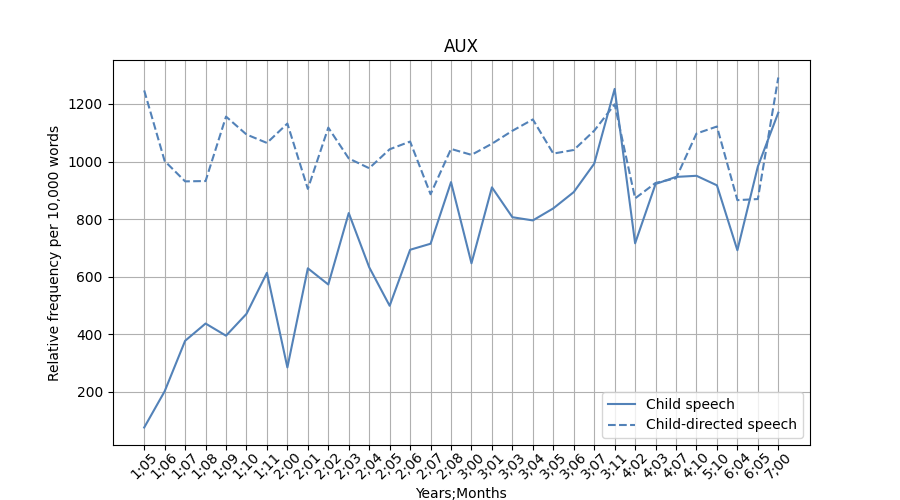 AUX
Relative frequency per 10,000 words
1200
1000
800
600
400
200
Child speech
Child-directed speech
1;05 1;06 1;07 1;08 1;09 1;10 1;11 2;00 2;01 2;02 2;03 2;04 2;05 2;06 2;07 2;08 3;00 3;01 3;03 3;04 3;05 3;06 3;07 3;11 4;02 4;03 4;07 4;10 5;10 6;04 6;05 7;00
Years;Months